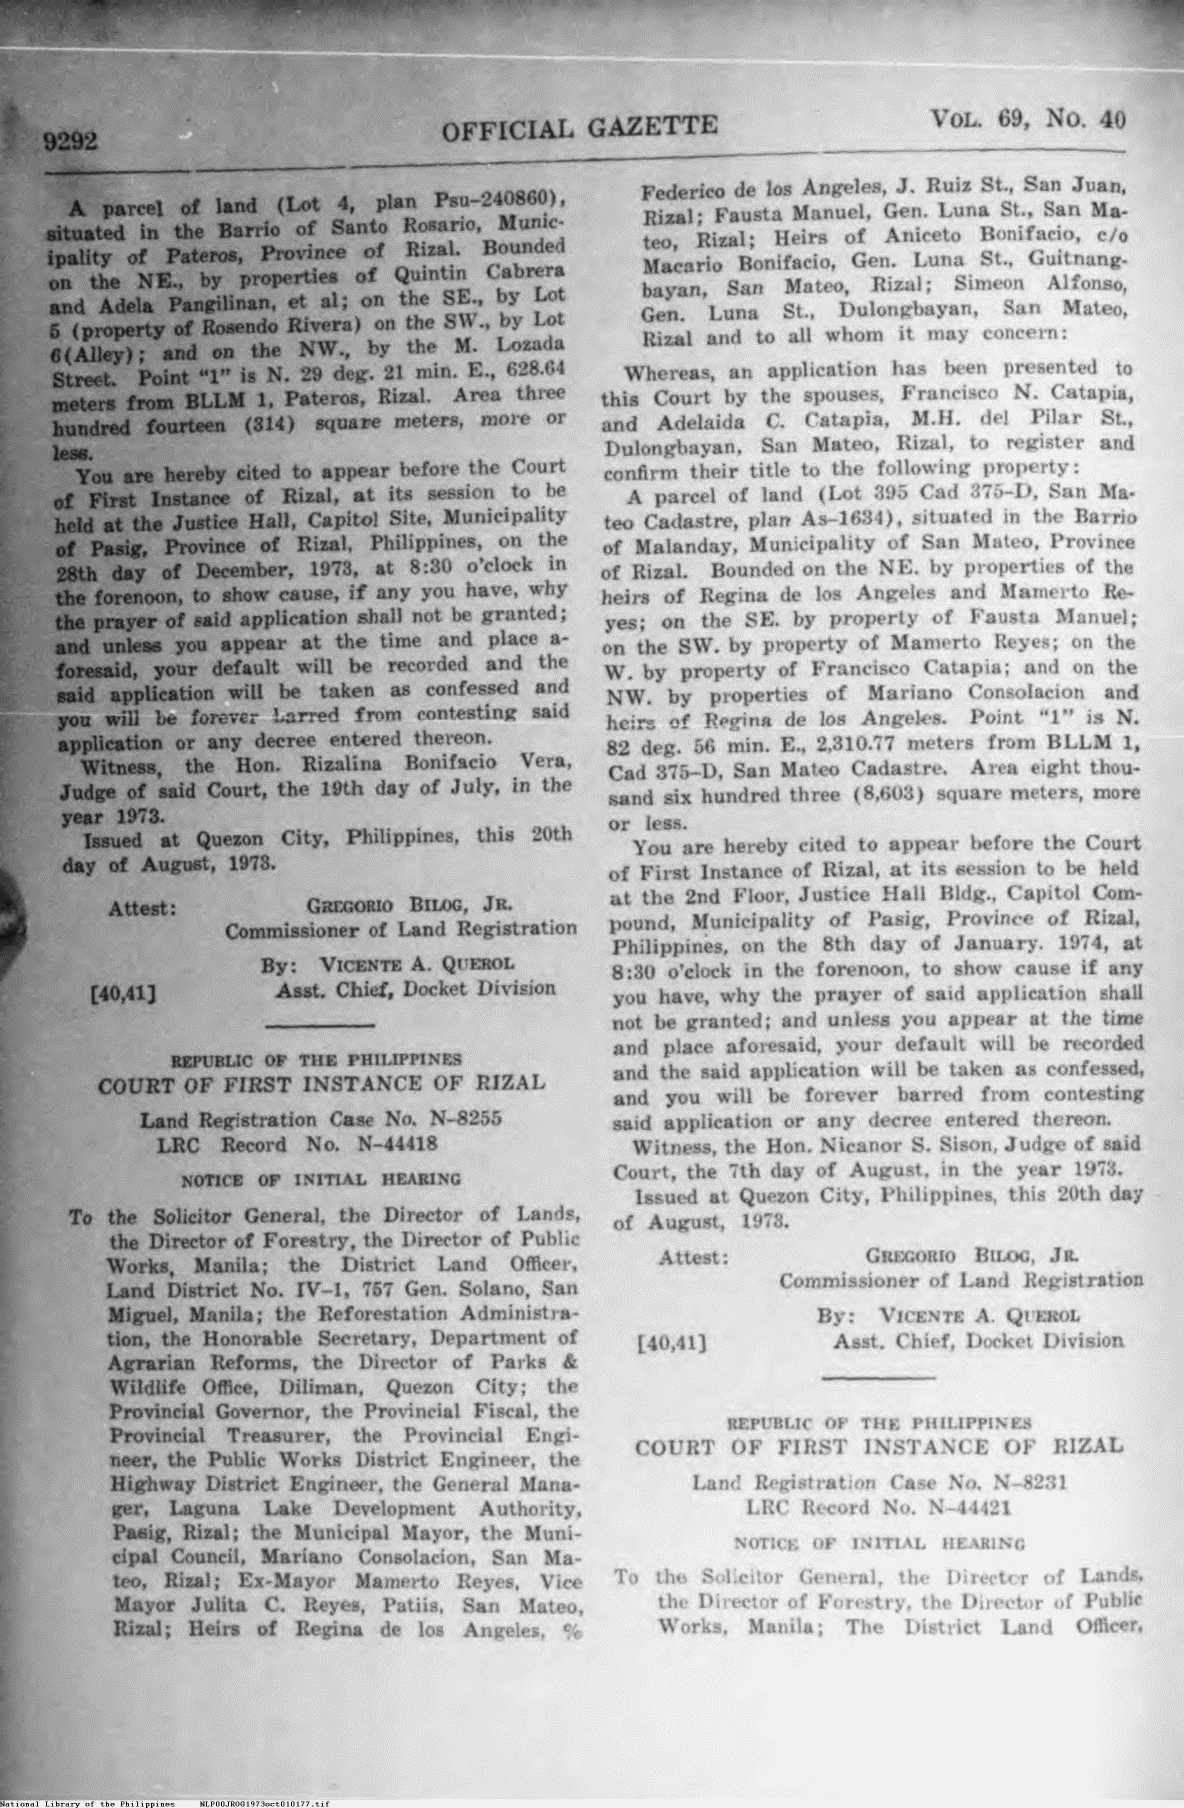 9292
OFFICIAL GAZETTE
VOL. 69, NO. 40
A parcel of land (Lot 4, plan Psu-240860),
situated in the Barrio of Santo Rosario, Munic-
ipality of Pateros, Province of Rizal. Bounded
on the NE., by properties of Quintin Cabrera
and Adela Pangilinan, et al; on the SE., by Lot
5 (property of Rosendo Rivera) on the SW., by Lot
6(Alley); and on the NW., by the M. Lozada
Street. Point "1" is N. 29 deg. 21 min. E., 628.64
meters from BLLM 1, Pateros, Rizal. Area three
hundred fourteen (314) square meters, more or
less.
You are hereby cited to appear before the Court
of First Instance of Rizal, at its session to be
held at the Justice Hall, Capitol Site, Municipality
of Pasig, Province of Rizal, Philippines, on the
28th day of December, 1973, at 8:30 o'clock in
the forenoon, to show cause, if any you have, why
the prayer of said application shall not be granted;
and unless you appear at the time and place a-
foresaid, your default will be recorded and the
said application will be taken as confessed and
you will be forever barred from contesting said
application or any decree entered thereon.
Witness, the Hon. Rizalina Bonifacio Vera,
Judge of said Court, the 19th day of July, in the
year 1973.
Issued at Quezon City, Philippines, this 20th
day of August, 1973.
Attest: GREGORIO BILOG, JR.
Commissioner of Land Registration
By: VICENTE A. QUEROL
[40,41] Asst. Chief, Docket Division
REPUBLIC OF THE PHILIPPINES
COURT OF FIRST INSTANCE OF RIZAL
Land Registration Case No. N-8255
LRC Record No. N-44418
NOTICE OF INITIAL HEARING
To the Solicitor General, the Director of Lands,
the Director of Forestry, the Director of Public
Works, Manila; the District Land Officer,
Land District No. IV-1, 757 Gen. Solano, San
Miguel, Manila; the Reforestation Administra-
tion, the Honorable Secretary, Department of
Agrarian Reforms, the Director of Parks &
Wildlife Office, Diliman, Quezon City; the
Provincial Governor, the Provincial Fiscal, the
Provincial Treasurer, the Provincial Engi-
neer, the Public Works District Engineer, the
Highway District Engineer, the General Mana-
ger, Laguna Lake Development Authority,
Pasig, Rizal; the Municipal Mayor, the Muni-
cipal Council, Mariano Consolacion, San Ma-
teo, Rizal; Ex-Mayor Mamerto Reyes, Vice
Mayor Julita C. Reyes, Patiis, San Mateo,
Rizal; Heirs of Regina de los Angeles, %
Federico de los Angeles, J. Ruiz St., San Juan,
Rizal; Fausta Manuel, Gen. Luna St., San Ma-
teo, Rizal; Heirs of Aniceto Bonifacio, c/o
Macario Bonifacio, Gen. Luna St., Guitnang-
bayan, San Mateo, Rizal; Simeon Alfonso,
Gen. Luna St., Dulongbayan, San Mateo,
Rizal and to all whom it may concern:
Whereas, an application has been presented to
this Court by the spouses, Francisco N. Catapia,
and Adelaida C. Catapia, M.H. del Pilar St.,
Dulongbayan, San Mateo, Rizal, to register and
confirm their title to the following property:
A parcel of land (Lot 395 Cad 375-D, San Ma-
teo Cadastre, plan As-1634), situated in the Barrio
of Malanday, Municipality of San Mateo, Province
of Rizal. Bounded on the NE. by properties of the
heirs of Regina de los Angeles and Mamerto Re-
yes; on the SE. by property of Fausta Manuel;
on the SW. by property of Mamerto Reyes; on the
W. by property of Francisco Catapia; and on the
NW. by properties of Mariano Consolacion and
heirs of Regina de los Angeles. Point "1" is N.
82 deg. 56 min. E., 2,310.77 meters from BLLM 1,
Cad 375-D, San Mateo Cadastre. Area eight thou-
sand six hundred three (8,603) square meters, more
or less.
You are hereby cited to appear before the Court
of First Instance of Rizal, at its session to be held
at the 2nd Floor, Justice Hall Bldg., Capitol Com-
pound, Municipality of Pasig, Province of Rizal,
Philippines, on the 8th day of January. 1974, at
8:30 o'clock in the forenoon, to show cause if any
you have, why the prayer of said application shall
not be granted; and unless you appear at the time
and place aforesaid, your default will be recorded
and the said application will be taken as confessed,
and you will be forever barred from contesting
said application or any decree entered thereon.
Witness, the Hon. Nicanor S. Sison, Judge of said
Court, the 7th day of August, in the year 1973.
Issued at Quezon City, Philippines, this 20th day
of August, 1973.
Attest: GREGORIO BILOG, JR.
Commissioner of Land Registration
By: VICENTE A. QUEROL
[40,41] Asst. Chief, Docket Division
REPUBLIC OF THE PHILIPPINES
COURT OF FIRST INSTANCE OF RIZAL
Land Registration Case No. N-8231
LRC Record No. N-44421
NOTICE OF INITIAL HEARING
To the Solicitor General, the Director of Lands,
the Director of Forestry, the Director of Public
Works, Manila; The District Land Officer,
National Library of the Philippines NLP00JR0G1973oct010177.tif